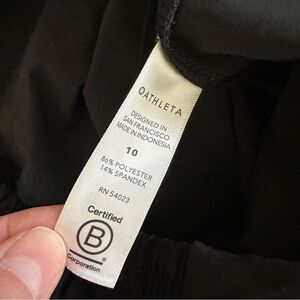 ATHLETA
DESIGNED IN
SAN FRANCISCO
MADE IN INDONESIA
10
86% POLYESTER
14% SPANDEX
RN 54023
Certified
B
Corporation